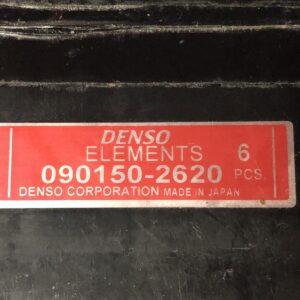 DENSO
ELEMENTS 6
090150-2620 PCS.
DENSO CORPORATION MADE IN JAPAN